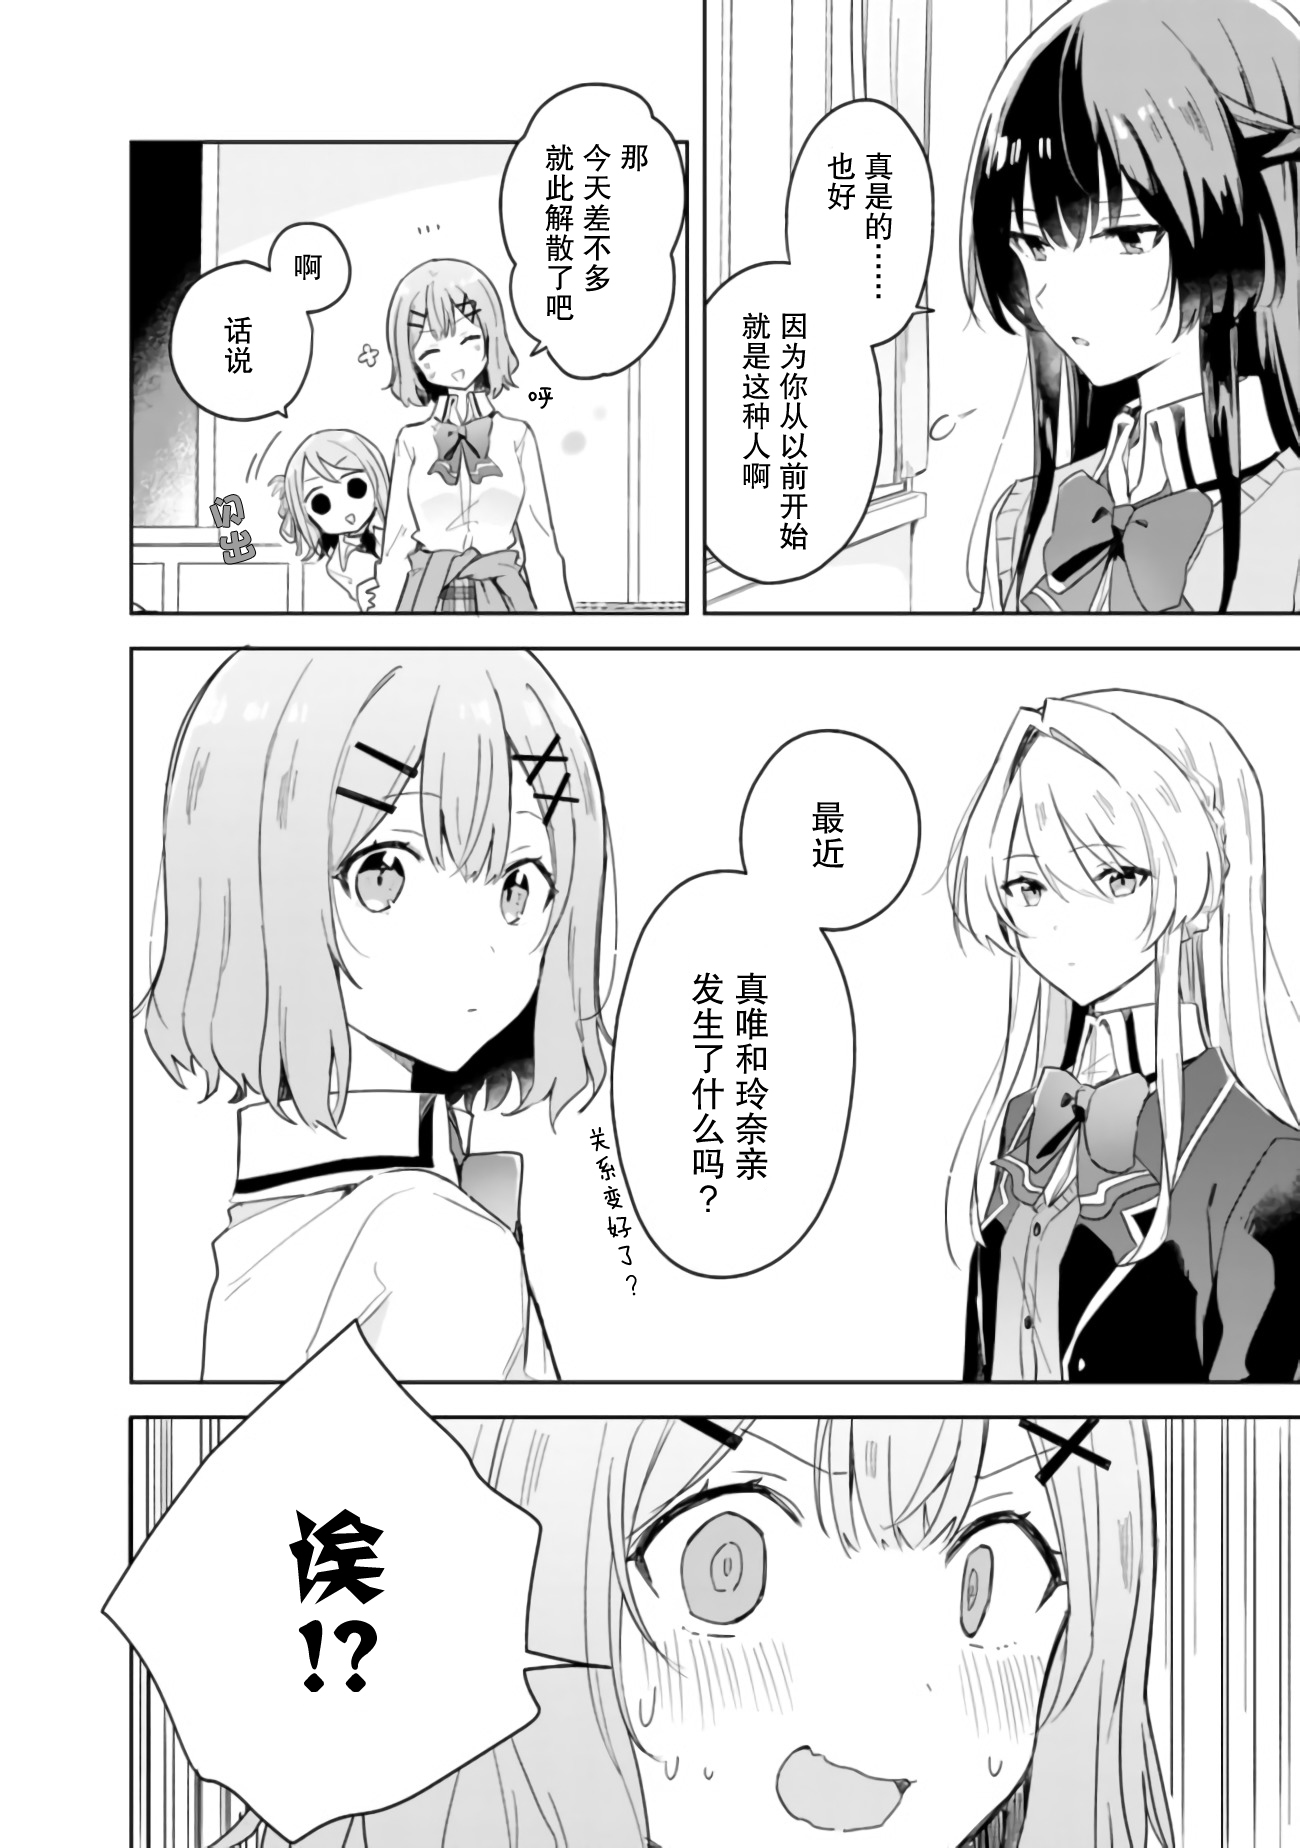 真是的……
也好
因为你从以前开始
就是这种人啊
那
今天差不多
就此解散了吧
呼
啊
话说
闪出
最近
真唯和玲奈亲
发生了什么吗？
关系变好了？
诶
!?